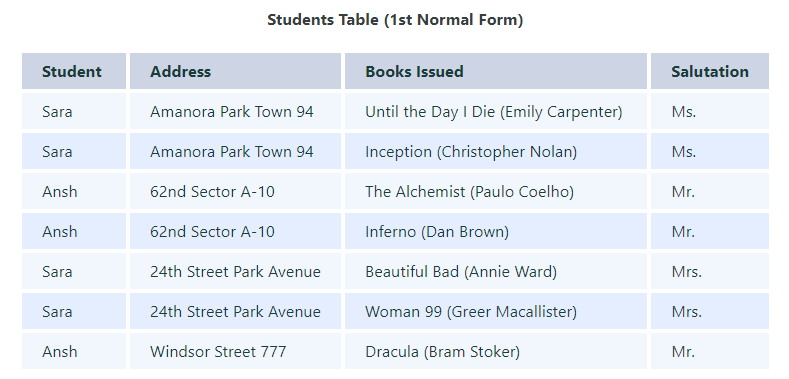 Students Table (1st Normal Form)
Student Address Books Issued Salutation
Sara Amanora Park Town 94 Until the Day I Die (Emily Carpenter) Ms.
Sara Amanora Park Town 94 Inception (Christopher Nolan) Ms.
Ansh 62nd Sector A-10 The Alchemist (Paulo Coelho) Mr.
Ansh 62nd Sector A-10 Inferno (Dan Brown) Mr.
Sara 24th Street Park Avenue Beautiful Bad (Annie Ward) Mrs.
Sara 24th Street Park Avenue Woman 99 (Greer Macallister) Mrs.
Ansh Windsor Street 777 Dracula (Bram Stoker) Mr.